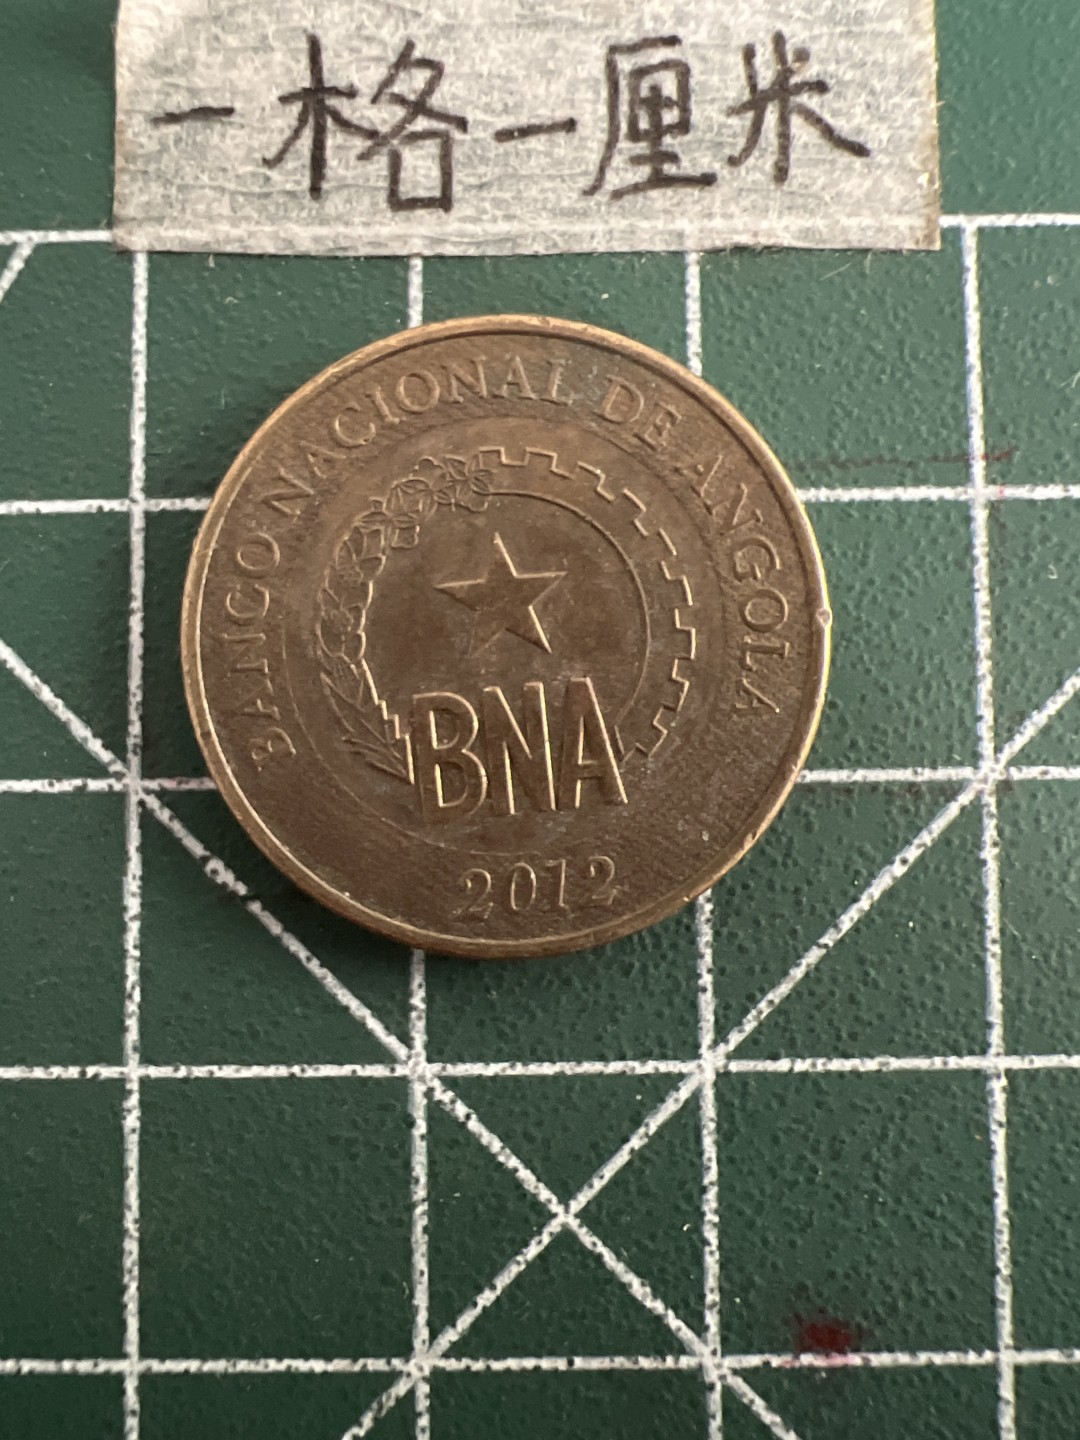 一格一厘米
BANCO NACIONAL DE ANGOLA
BNA
2012